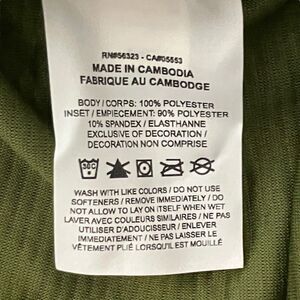 RN#56323 - CA#05553
MADE IN CAMBODIA
FABRIQUE AU CAMBODGE
BODY / CORPS: 100% POLYESTER
INSET / EMPIECEMENT: 90% POLYESTER
10% SPANDEX / ELASTHANNE
EXCLUSIVE OF DECORATION /
DECORATION NON COMPRISE
WASH WITH LIKE COLORS / DO NOT USE
SOFTENERS / REMOVE IMMEDIATELY / DO
NOT ALLOW TO LAY ON ITSELF WHEN WET
LAVER AVEC COULEURS SIMILAIRES / NE PAS
UTILISER D'ADOUCISSEUR / ENLEVER
IMMEDIATEMENT / NE PAS LAISSER LE
VÊTEMENT PLIÉ LORSQU'IL EST MOUILLÉ